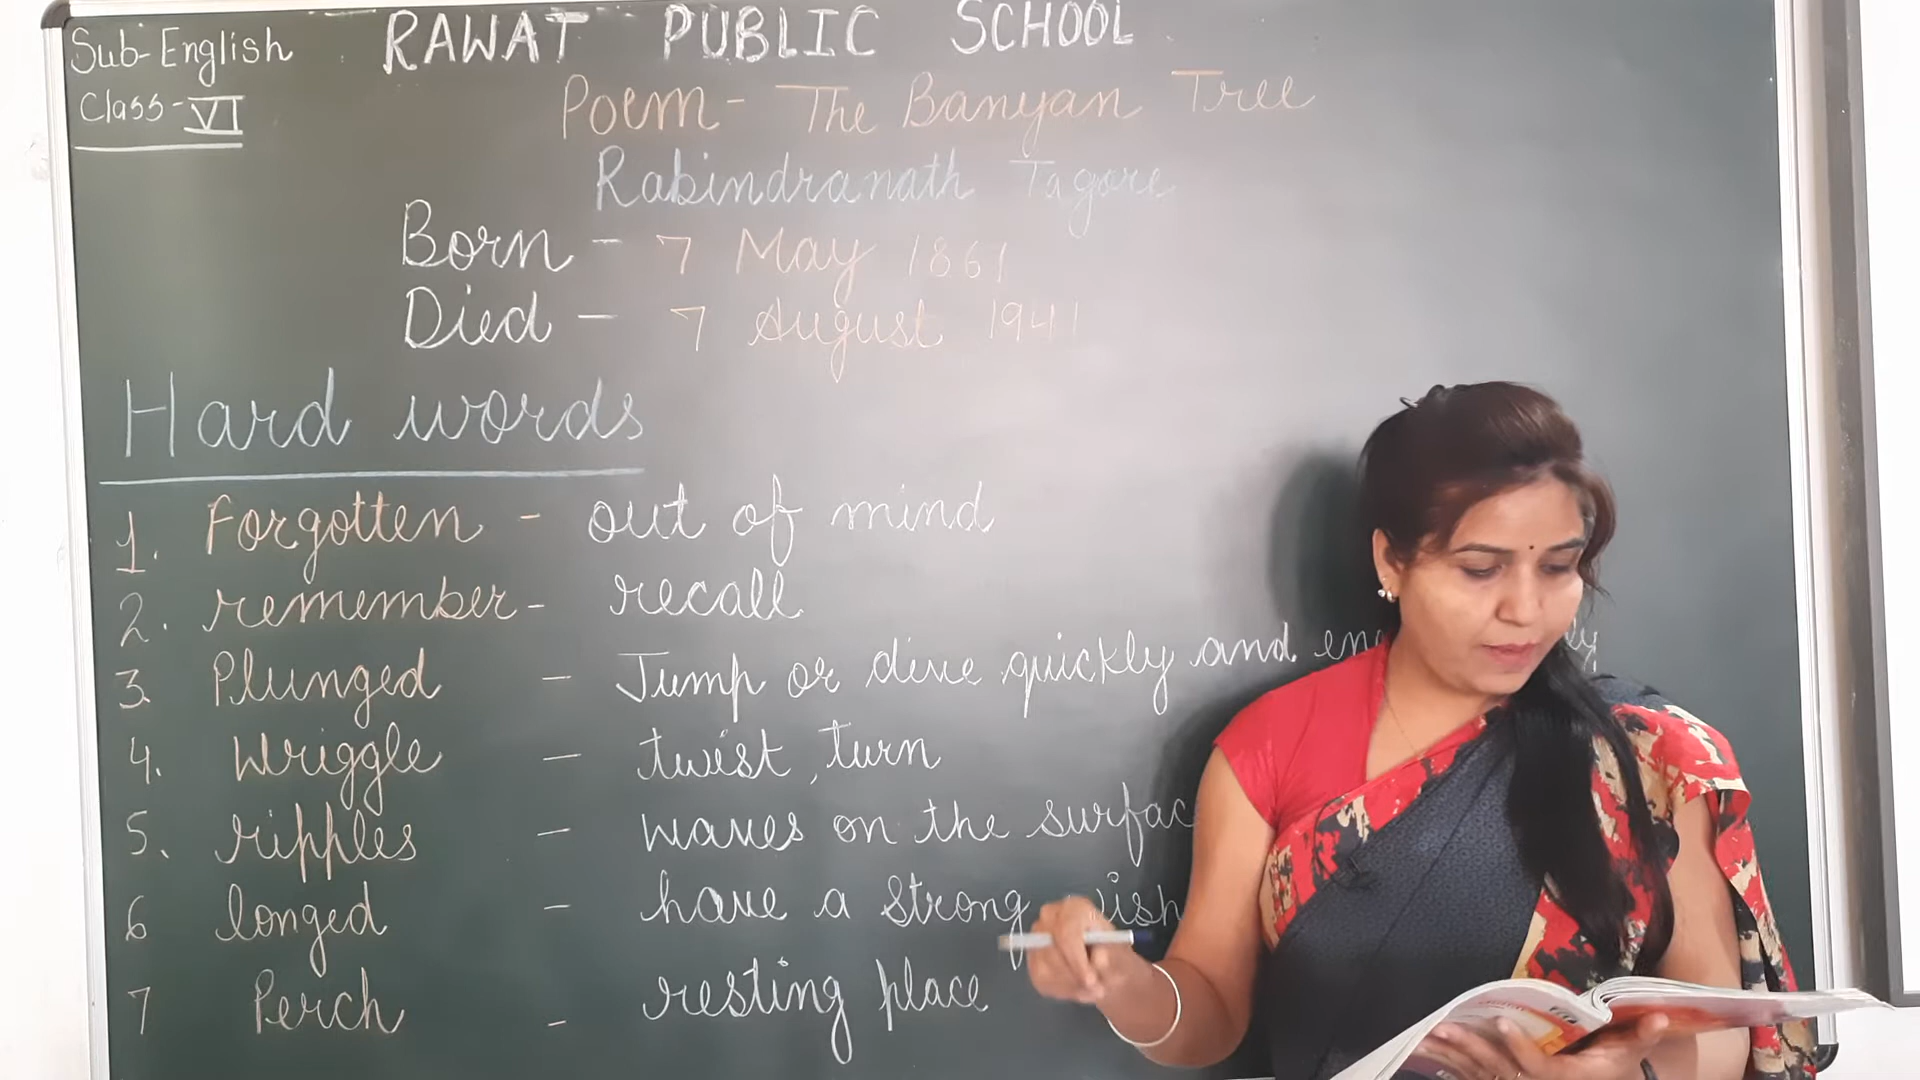 Sub-English
RAWAT PUBLIC SCHOOL
Class-VI
Poem- The Banyan Tree
Rabindranath Tagore
Born - 7 May 1861
Died - 7 August 1941
Hard words
1. Forgotten - out of mind
2. remember - recall
3 Plunged - Jump or dive quickly and
4. Wriggle - twist, turn
5. ripples - waves on the
6 longed - have a strong
7 Perch - resting place